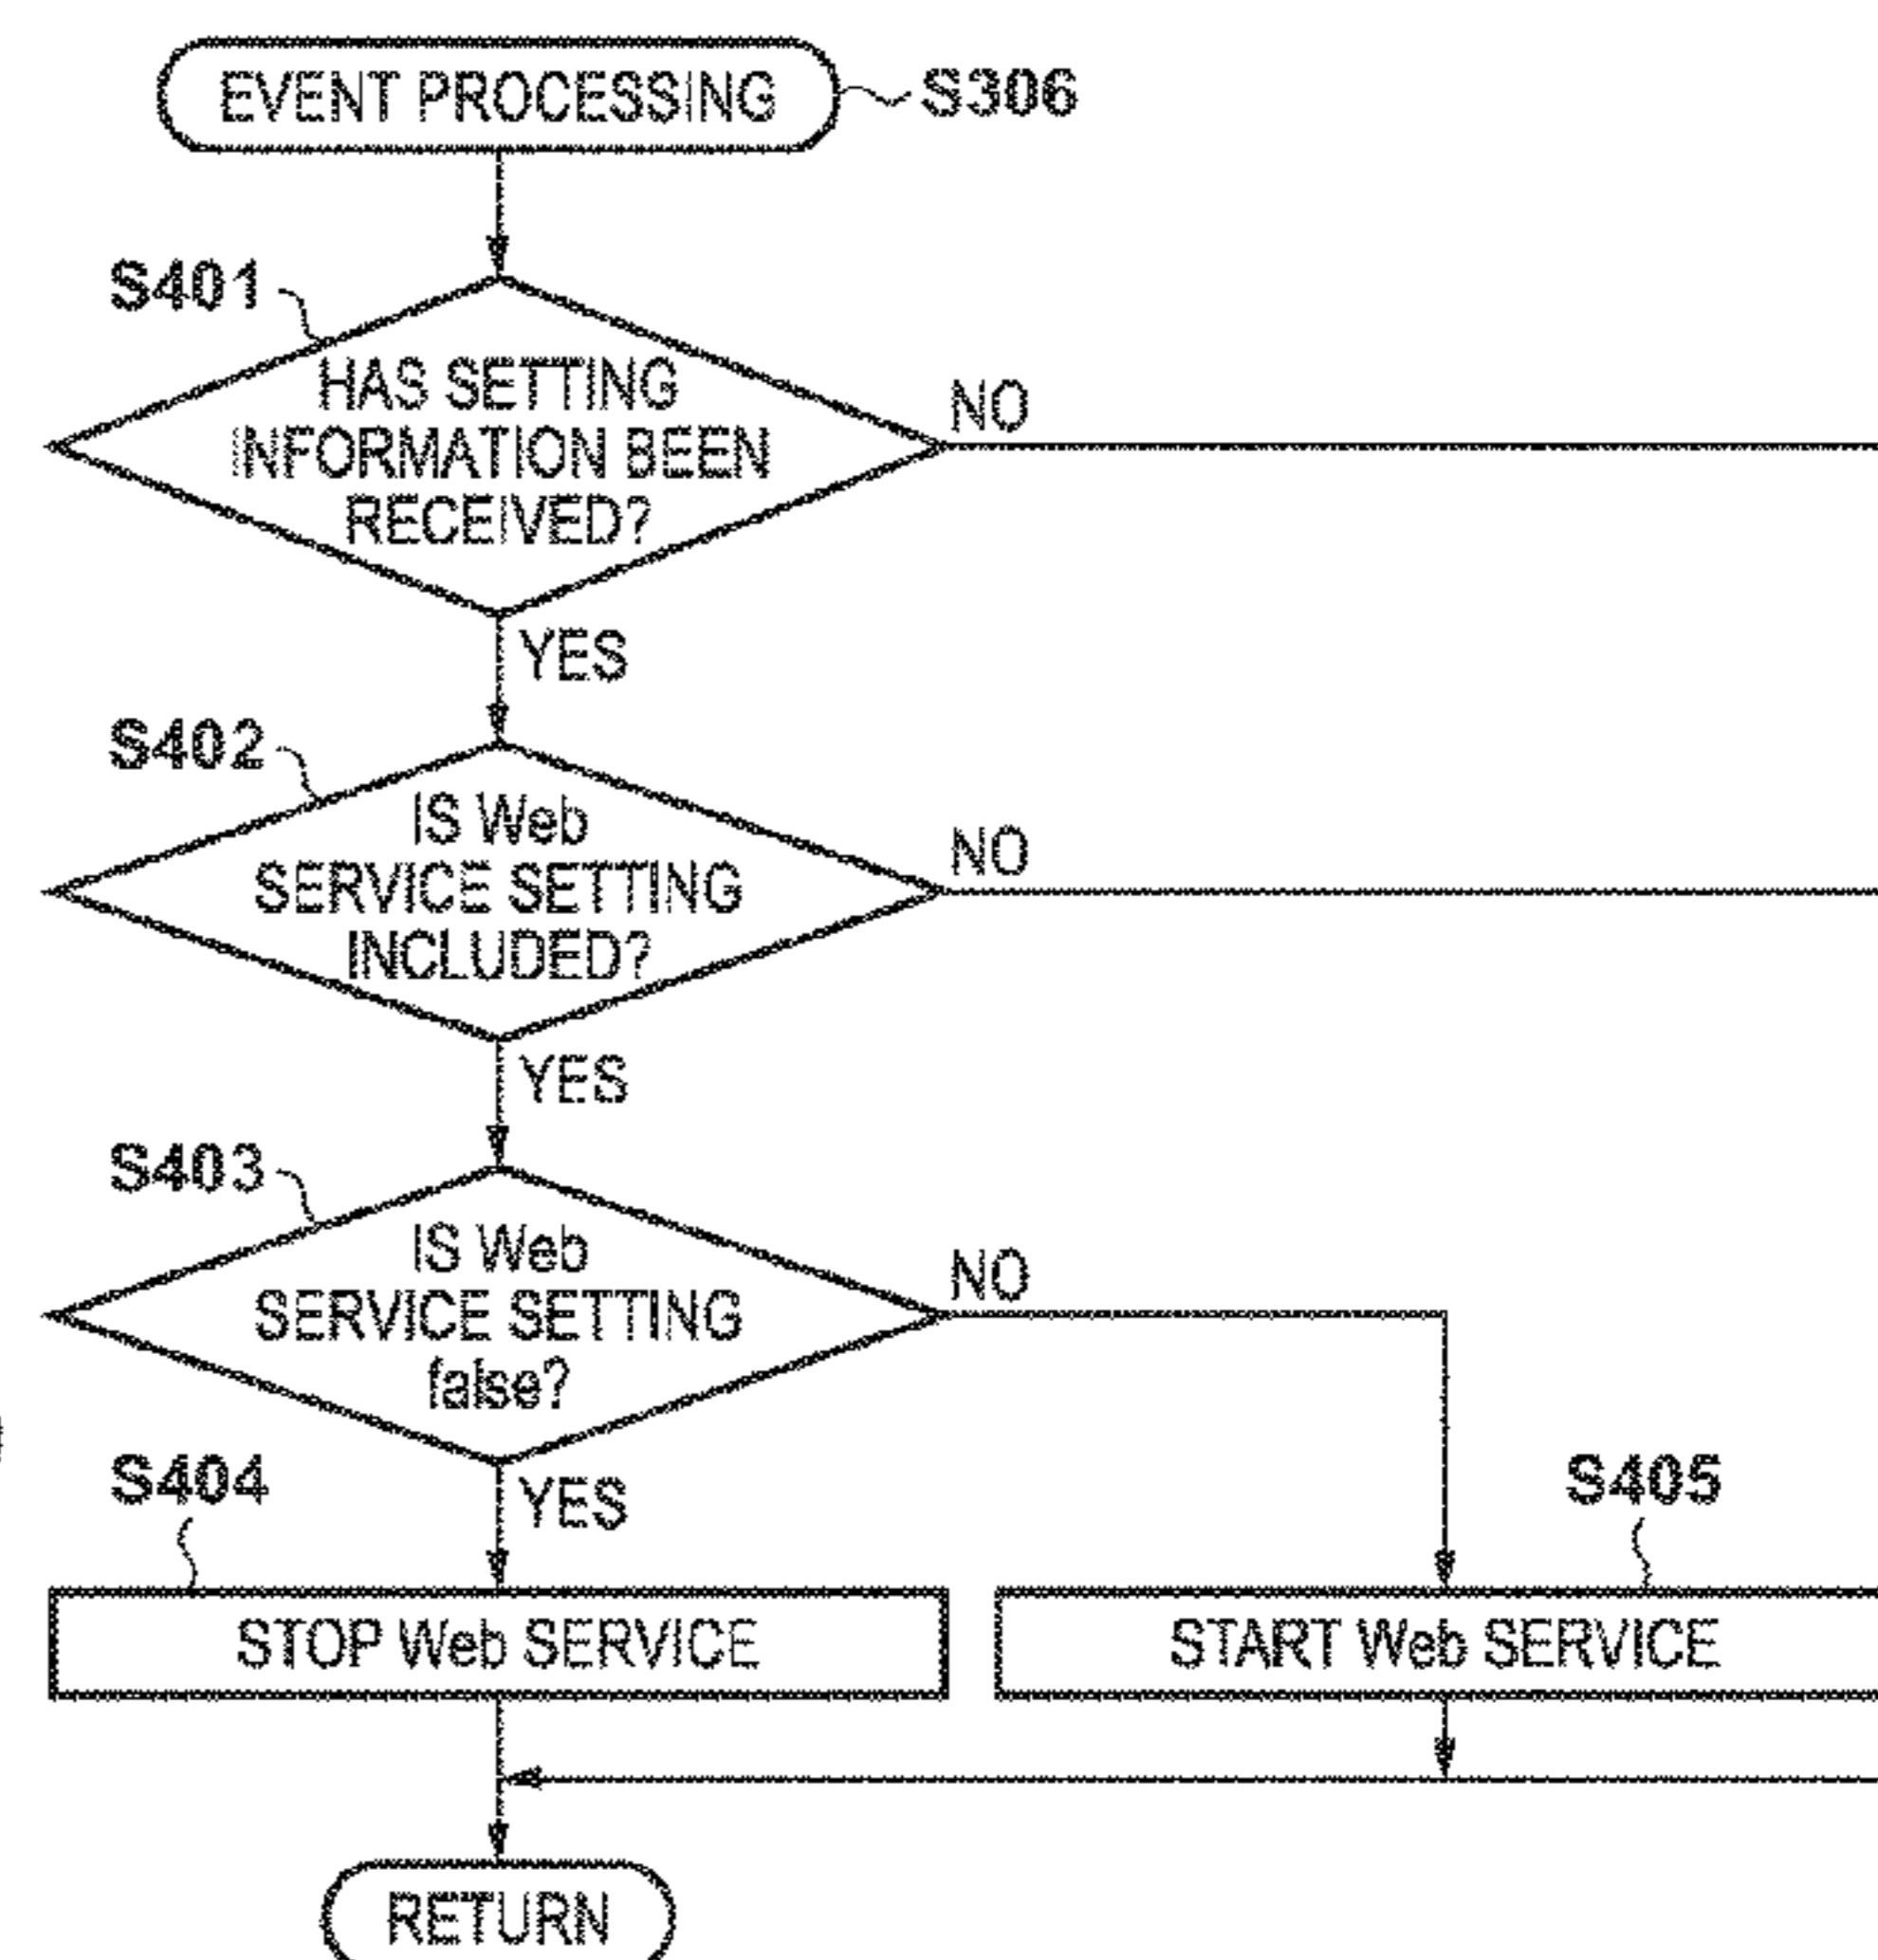 EVENT PROCESSING
S306
S401
HAS SETTING
INFORMATION BEEN
RECEIVED?
NO
YES
S402
IS Web
SERVICE SETTING
INCLUDED?
NO
YES
S403
IS Web
SERVICE SETTING
false?
NO
S404
YES
S405
STOP Web SERVICE
START Web SERVICE
RETURN